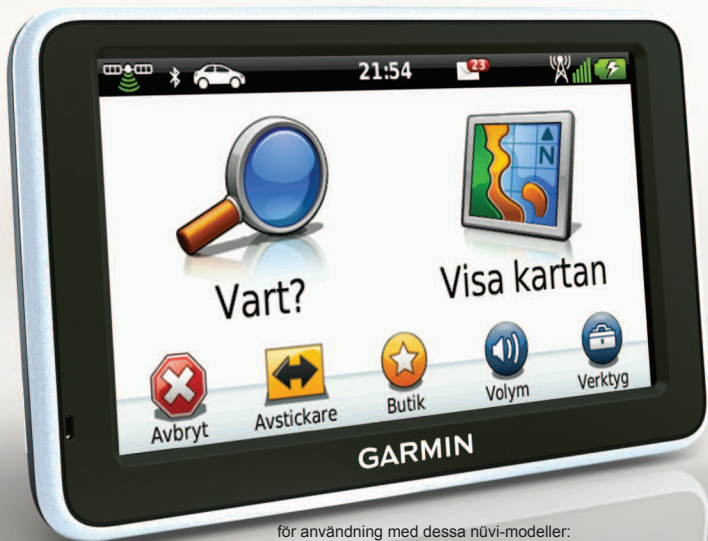 21:54
23
N
Vart?
Visa kartan
Avbryt
Avstickare
Butik
Volym
Verktyg
GARMIN
för användning med dessa nüvi-modeller: